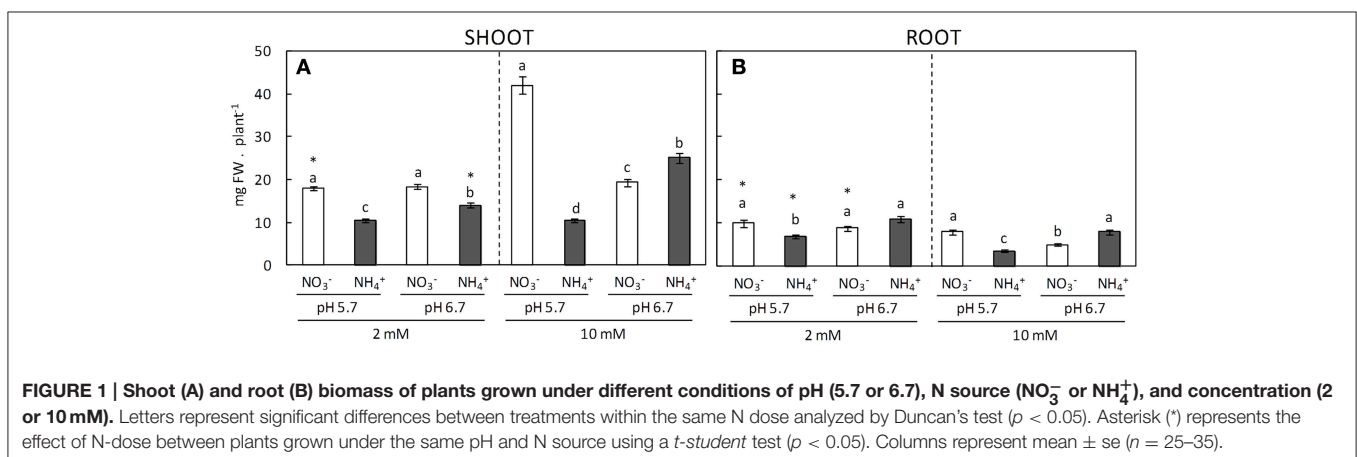 SHOOT ROOT
A B
50
40
30
20
10
0
mg FW . plant⁻¹
* a c a * b a d c b
* a * b * a a a c b a
NO₃⁻ NH₄⁺ NO₃⁻ NH₄⁺ NO₃⁻ NH₄⁺ NO₃⁻ NH₄⁺ NO₃⁻ NH₄⁺ NO₃⁻ NH₄⁺ NO₃⁻ NH₄⁺ NO₃⁻ NH₄⁺
pH 5.7 pH 6.7 pH 5.7 pH 6.7 pH 5.7 pH 6.7 pH 5.7 pH 6.7
2 mM 10 mM 2 mM 10 mM
FIGURE 1 | Shoot (A) and root (B) biomass of plants grown under different conditions of pH (5.7 or 6.7), N source (NO₃⁻ or NH₄⁺), and concentration (2
or 10 mM). Letters represent significant differences between treatments within the same N dose analyzed by Duncan's test (p < 0.05). Asterisk (*) represents the
effect of N-dose between plants grown under the same pH and N source using a t-student test (p < 0.05). Columns represent mean ± se (n = 25–35).